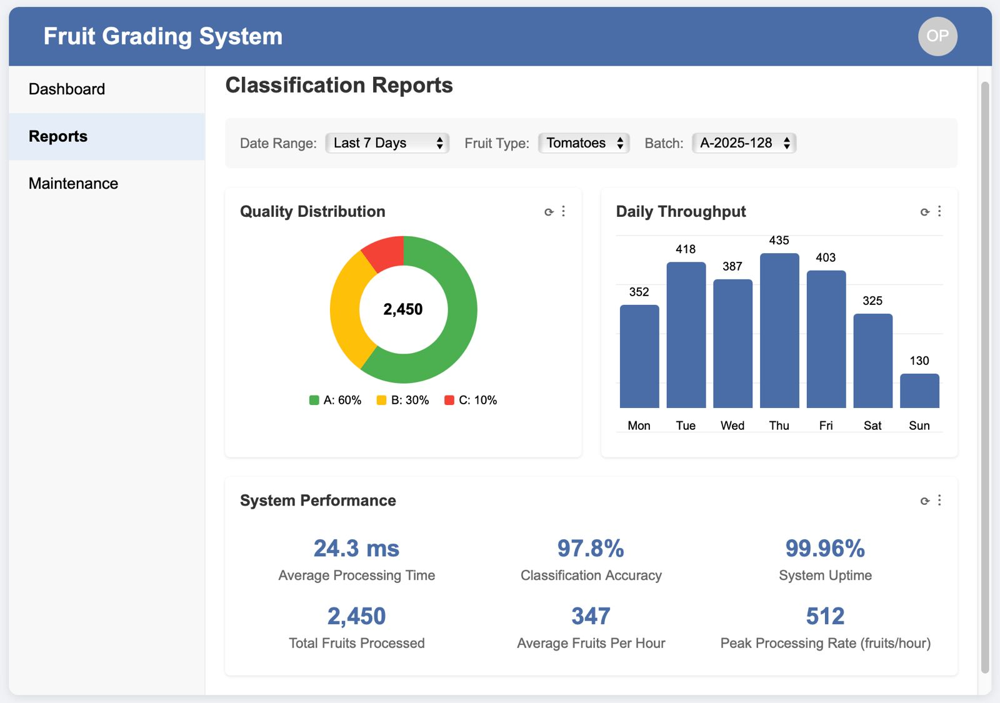 Fruit Grading System
OP
Dashboard
Reports
Maintenance
Classification Reports
Date Range: Last 7 Days Fruit Type: Tomatoes Batch: A-2025-128
Quality Distribution
2,450
A: 60% B: 30% C: 10%
Daily Throughput
352 418 387 435 403 325 130
Mon Tue Wed Thu Fri Sat Sun
System Performance
24.3 ms
Average Processing Time
97.8%
Classification Accuracy
99.96%
System Uptime
2,450
Total Fruits Processed
347
Average Fruits Per Hour
512
Peak Processing Rate (fruits/hour)